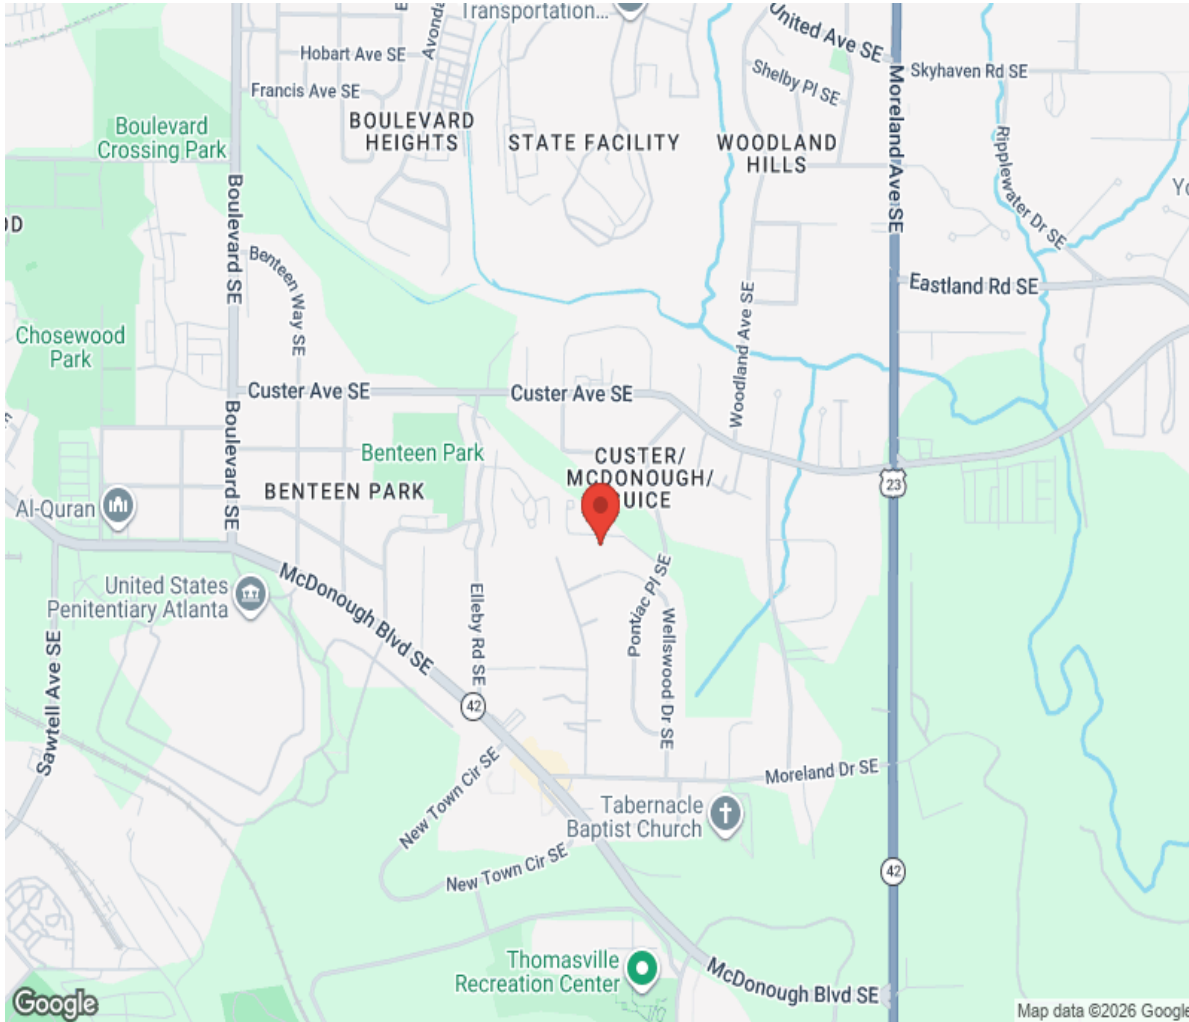 Transportation...
United Ave SE
Hobart Ave SE
Avonda
Skyhaven Rd SE
Shelby Pl SE
Moreland Ave SE
Francis Ave SE
BOULEVARD
HEIGHTS
STATE FACILITY
WOODLAND
HILLS
Boulevard
Crossing Park
Ripplewater Dr SE
Yo
OD
Boulevard SE
Benteen Way SE
Eastland Rd SE
Woodland Ave SE
Chosewood
Park
Custer Ave SE
Custer Ave SE
Boulevard SE
Benteen Park
CUSTER/
MCDONOUGH/
UICE
BENTEEN PARK
23
Al-Quran
United States
Penitentiary Atlanta
McDonough Blvd SE
Elleby Rd SE
Pontiac Pl SE
Wellswood Dr SE
Sawtell Ave SE
42
New Town Cir SE
Moreland Dr SE
Tabernacle
Baptist Church
New Town Cir SE
42
Thomasville
Recreation Center
McDonough Blvd SE
Google
Map data ©2026 Google